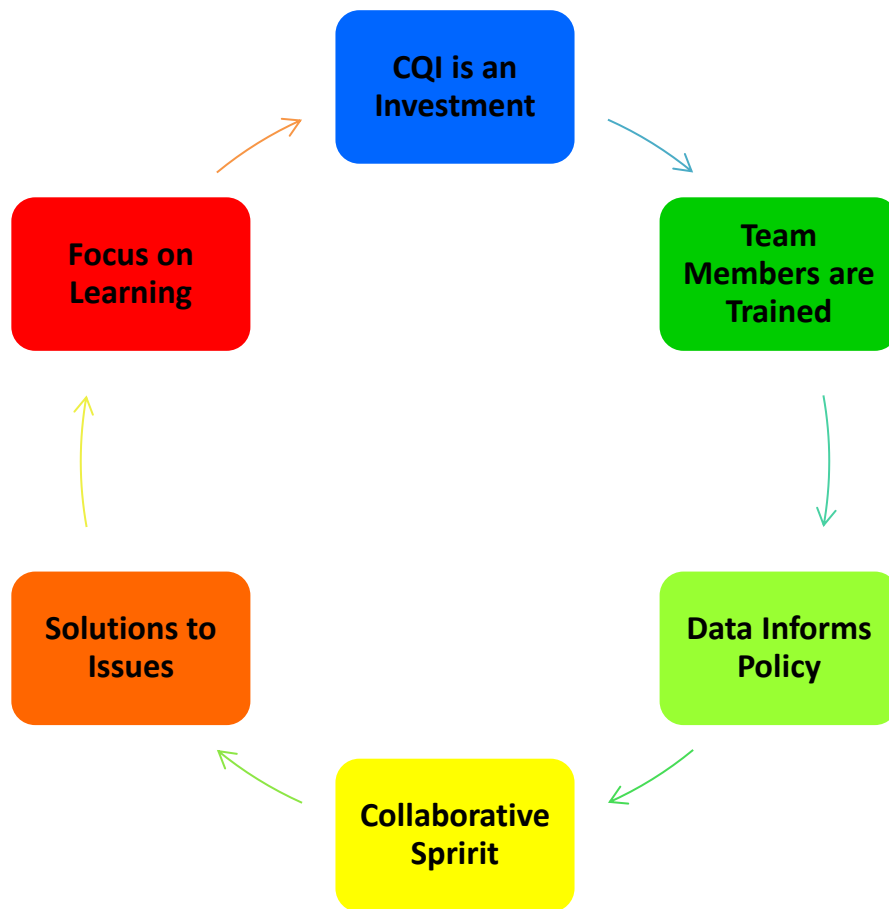 CQI is an
Investment
Team
Members are
Trained
Data Informs
Policy
Collaborative
Spririt
Solutions to
Issues
Focus on
Learning